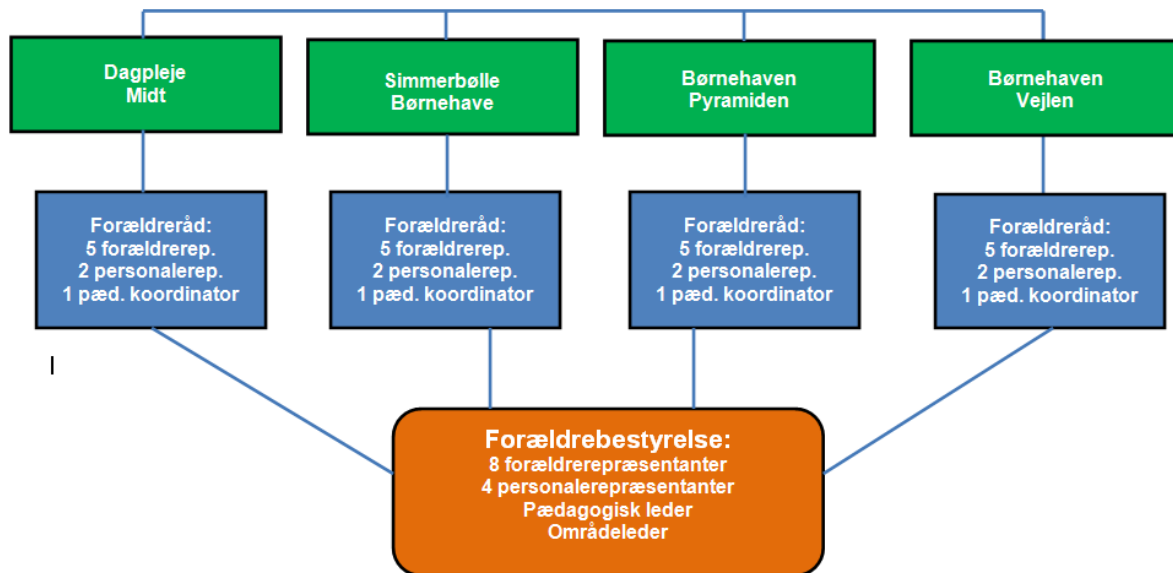 Dagpleje
Midt
Simmerbølle
Børnehave
Børnehaven
Pyramiden
Børnehaven
Vejlen
Forældreråd:
5 forældrerep.
2 personalerep.
1 pæd. koordinator
Forældreråd:
5 forældrerep.
2 personalerep.
1 pæd. koordinator
Forældreråd:
5 forældrerep.
2 personalerep.
1 pæd. koordinator
Forældreråd:
5 forældrerep.
2 personalerep.
1 pæd. koordinator
Forældrebestyrelse:
8 forældrerepræsentanter
4 personalerepræsentanter
Pædagogisk leder
Områdeleder